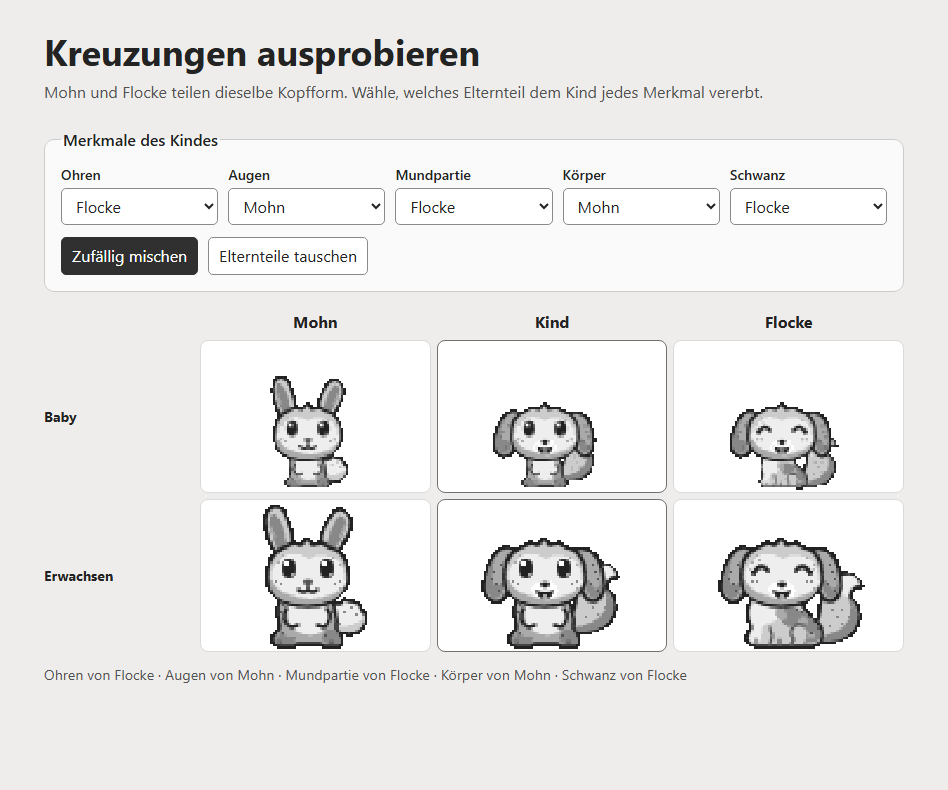 Kreuzungen ausprobieren
Mohn und Flocke teilen dieselbe Kopfform. Wähle, welches Elternteil dem Kind jedes Merkmal vererbt.
Merkmale des Kindes
Ohren Augen Mundpartie Körper Schwanz
Flocke Mohn Flocke Mohn Flocke
Zufällig mischen Elternteile tauschen
Mohn Kind Flocke
Baby
Erwachsen
Ohren von Flocke · Augen von Mohn · Mundpartie von Flocke · Körper von Mohn · Schwanz von Flocke